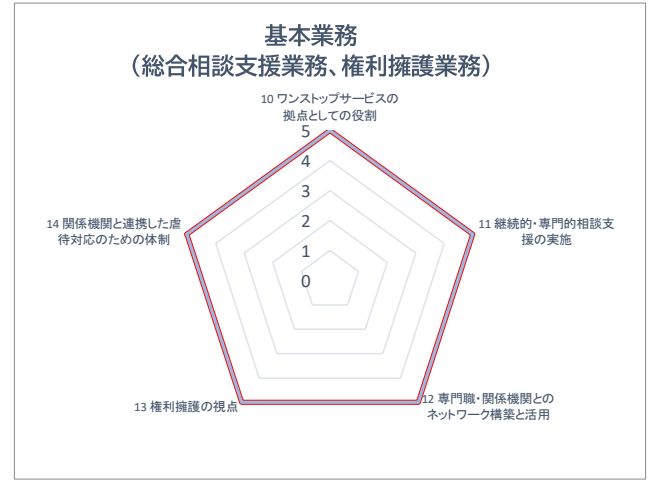 基本業務
（総合相談支援業務、権利擁護業務）
10 ワンストップサービスの
拠点としての役割
5
4
3
2
1
0
11 継続的・専門的相談支
援の実施
12 専門職・関係機関との
ネットワーク構築と活用
13 権利擁護の視点
14 関係機関と連携した虐
待対応のための体制